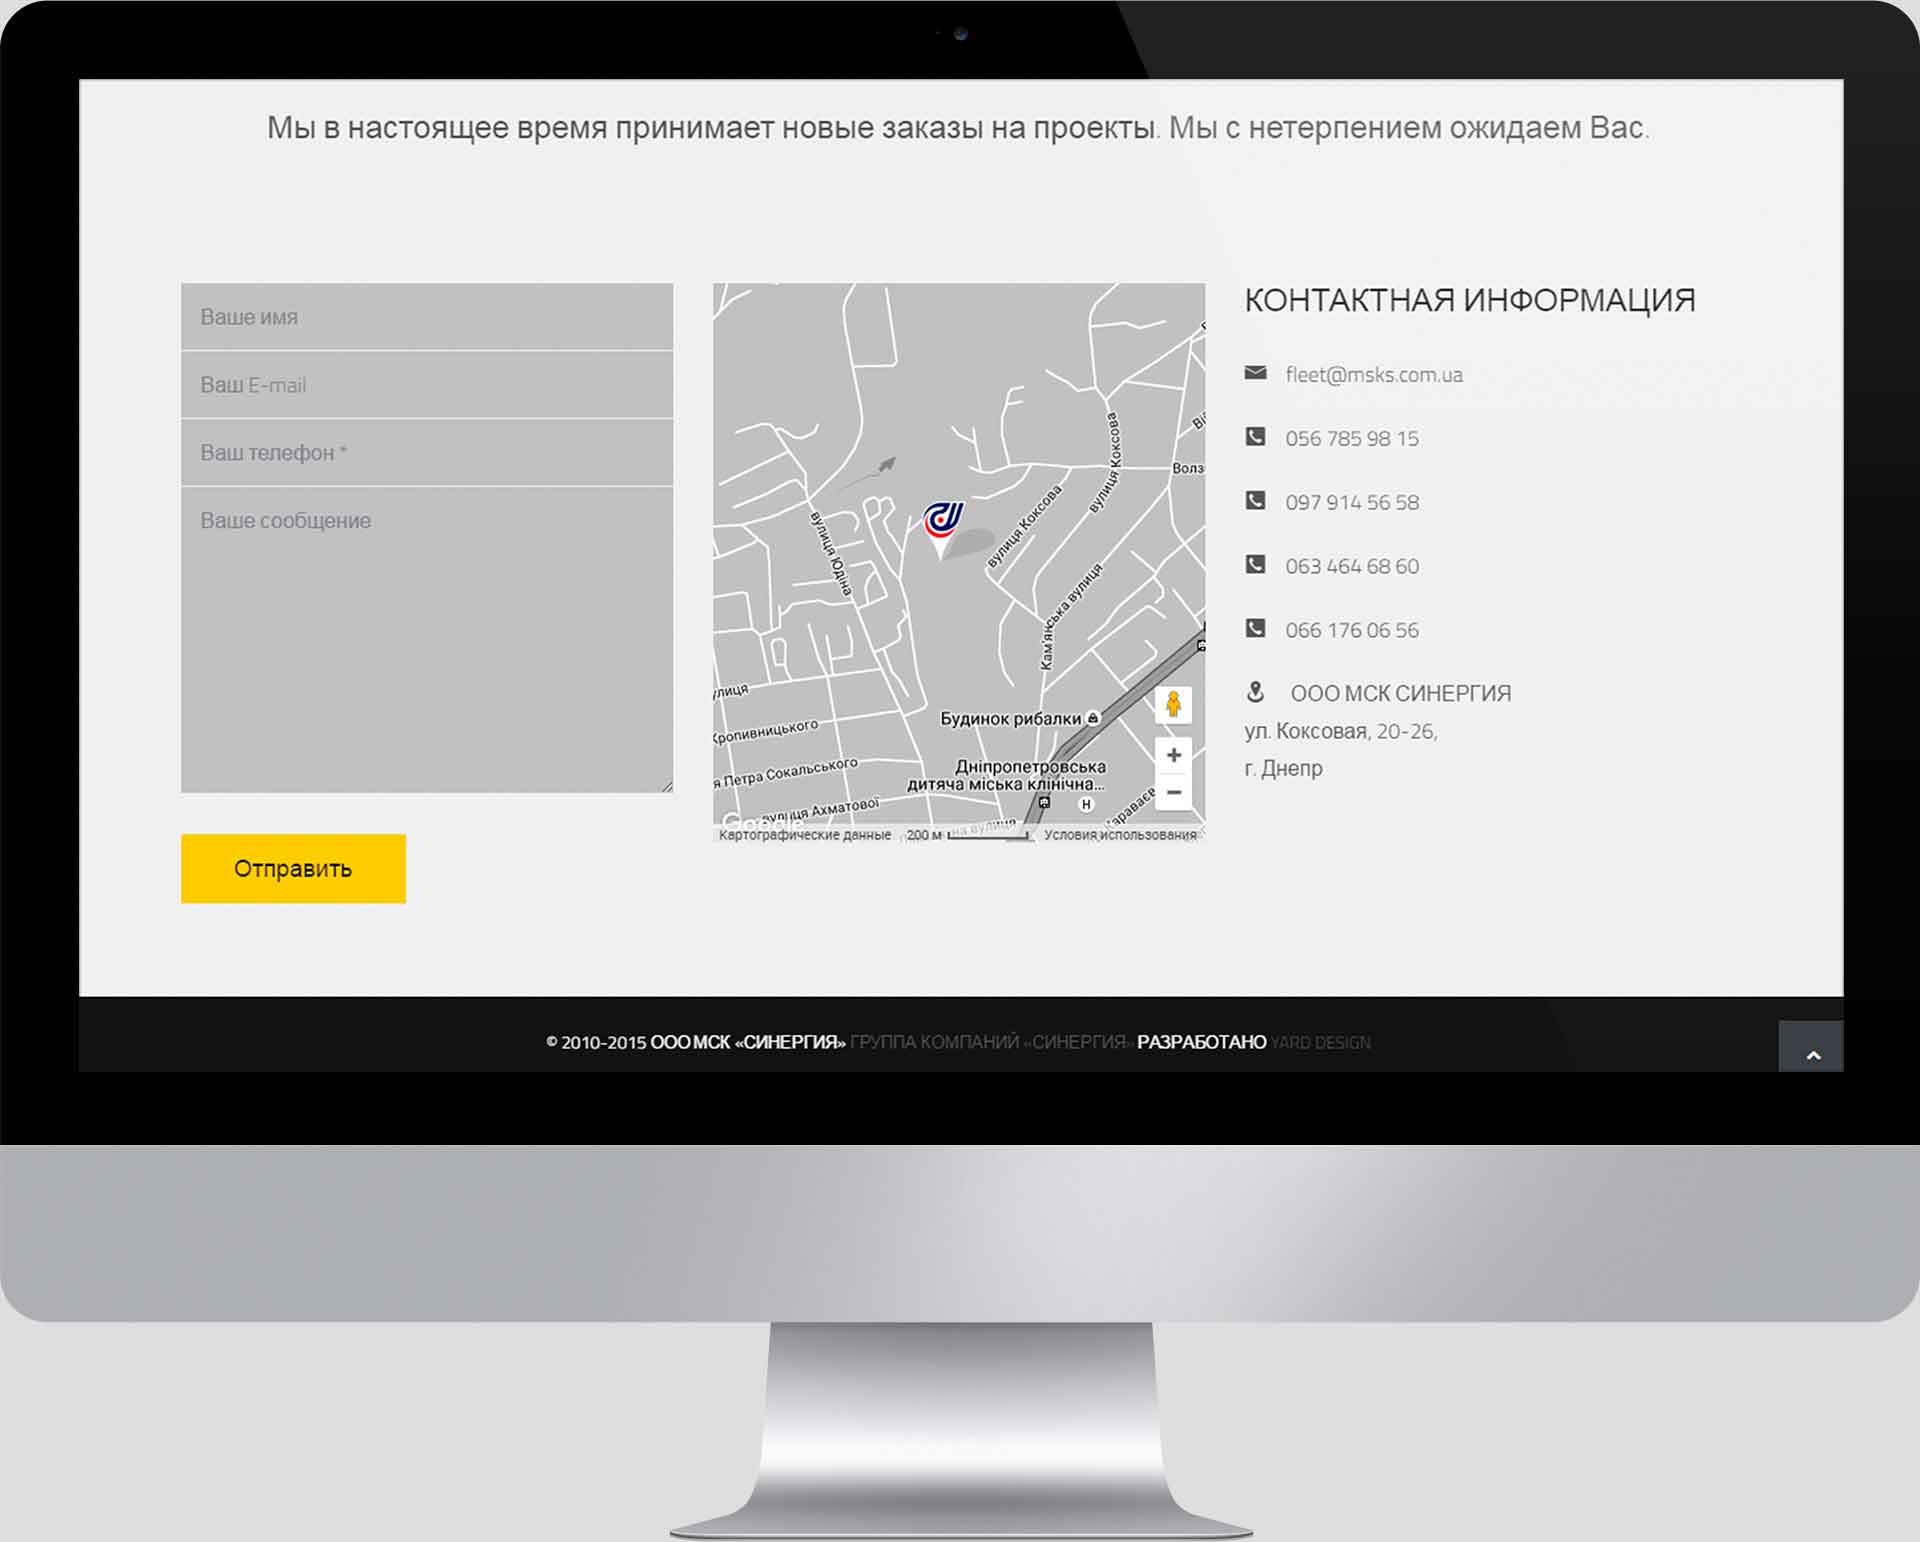 Мы в настоящее время принимает новые заказы на проекты. Мы с нетерпением ожидаем Вас.
Ваше имя
Ваш E-mail
Ваш телефон *
Ваше сообщение
Отправить
вулиця Коксова
вулиця Коксова
Волз
вулиця Юдіна
Кам'янська вулиця
улиця
Кропивницького
я Петра Сокальського
вулиця Ахматової
Будинок рибалки
Дніпропетровська
дитяча міська клінічна...
H
Караваєв
на вулиця
Google
Картографические данные 200 м Условия использования
КОНТАКТНАЯ ИНФОРМАЦИЯ
fleet@msks.com.ua
056 785 98 15
097 914 56 58
063 464 68 60
066 176 06 56
ООО МСК СИНЕРГИЯ
ул. Коксовая, 20-26,
г. Днепр
© 2010-2015 ООО МСК «СИНЕРГИЯ» ГРУППА КОМПАНИЙ «СИНЕРГИЯ» РАЗРАБОТАНО YARD DESIGN